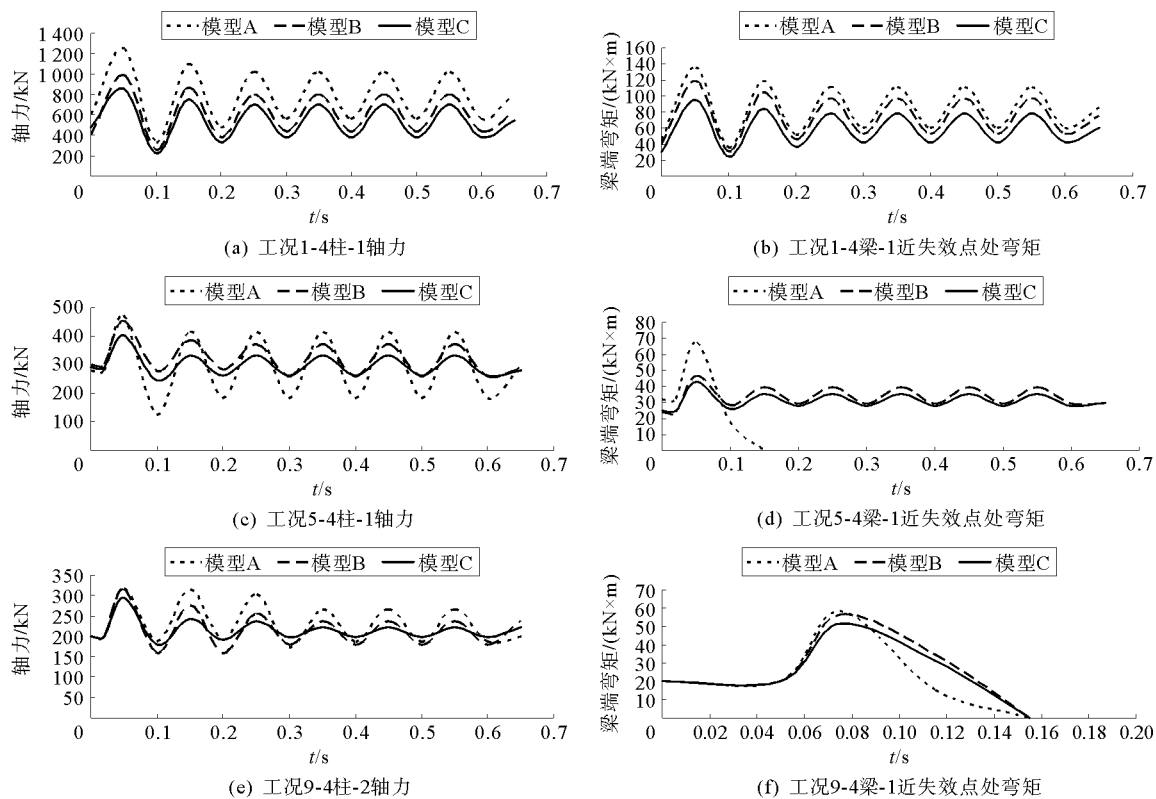 模型A 模型B 模型C
轴力/kN
1 400
1 200
1 000
800
600
400
200
0 0.1 0.2 0.3 0.4 0.5 0.6 0.7
t/s
(a) 工况1-4柱-1轴力
模型A 模型B 模型C
梁端弯矩/(kN×m)
160
140
120
100
80
60
40
20
0 0.1 0.2 0.3 0.4 0.5 0.6 0.7
t/s
(b) 工况1-4梁-1近失效点处弯矩
模型A 模型B 模型C
轴力/kN
500
400
300
200
100
0 0.1 0.2 0.3 0.4 0.5 0.6 0.7
t/s
(c) 工况5-4柱-1轴力
模型A 模型B 模型C
梁端弯矩/(kN×m)
80
70
60
50
40
30
20
10
0 0.1 0.2 0.3 0.4 0.5 0.6 0.7
t/s
(d) 工况5-4梁-1近失效点处弯矩
模型A 模型B 模型C
轴力/kN
350
300
250
200
150
100
50
0 0.1 0.2 0.3 0.4 0.5 0.6 0.7
t/s
(e) 工况9-4柱-2轴力
模型A 模型B 模型C
梁端弯矩/(kN×m)
70
60
50
40
30
20
10
0 0.02 0.04 0.06 0.08 0.10 0.12 0.14 0.16 0.18 0.20
t/s
(f) 工况9-4梁-1近失效点处弯矩